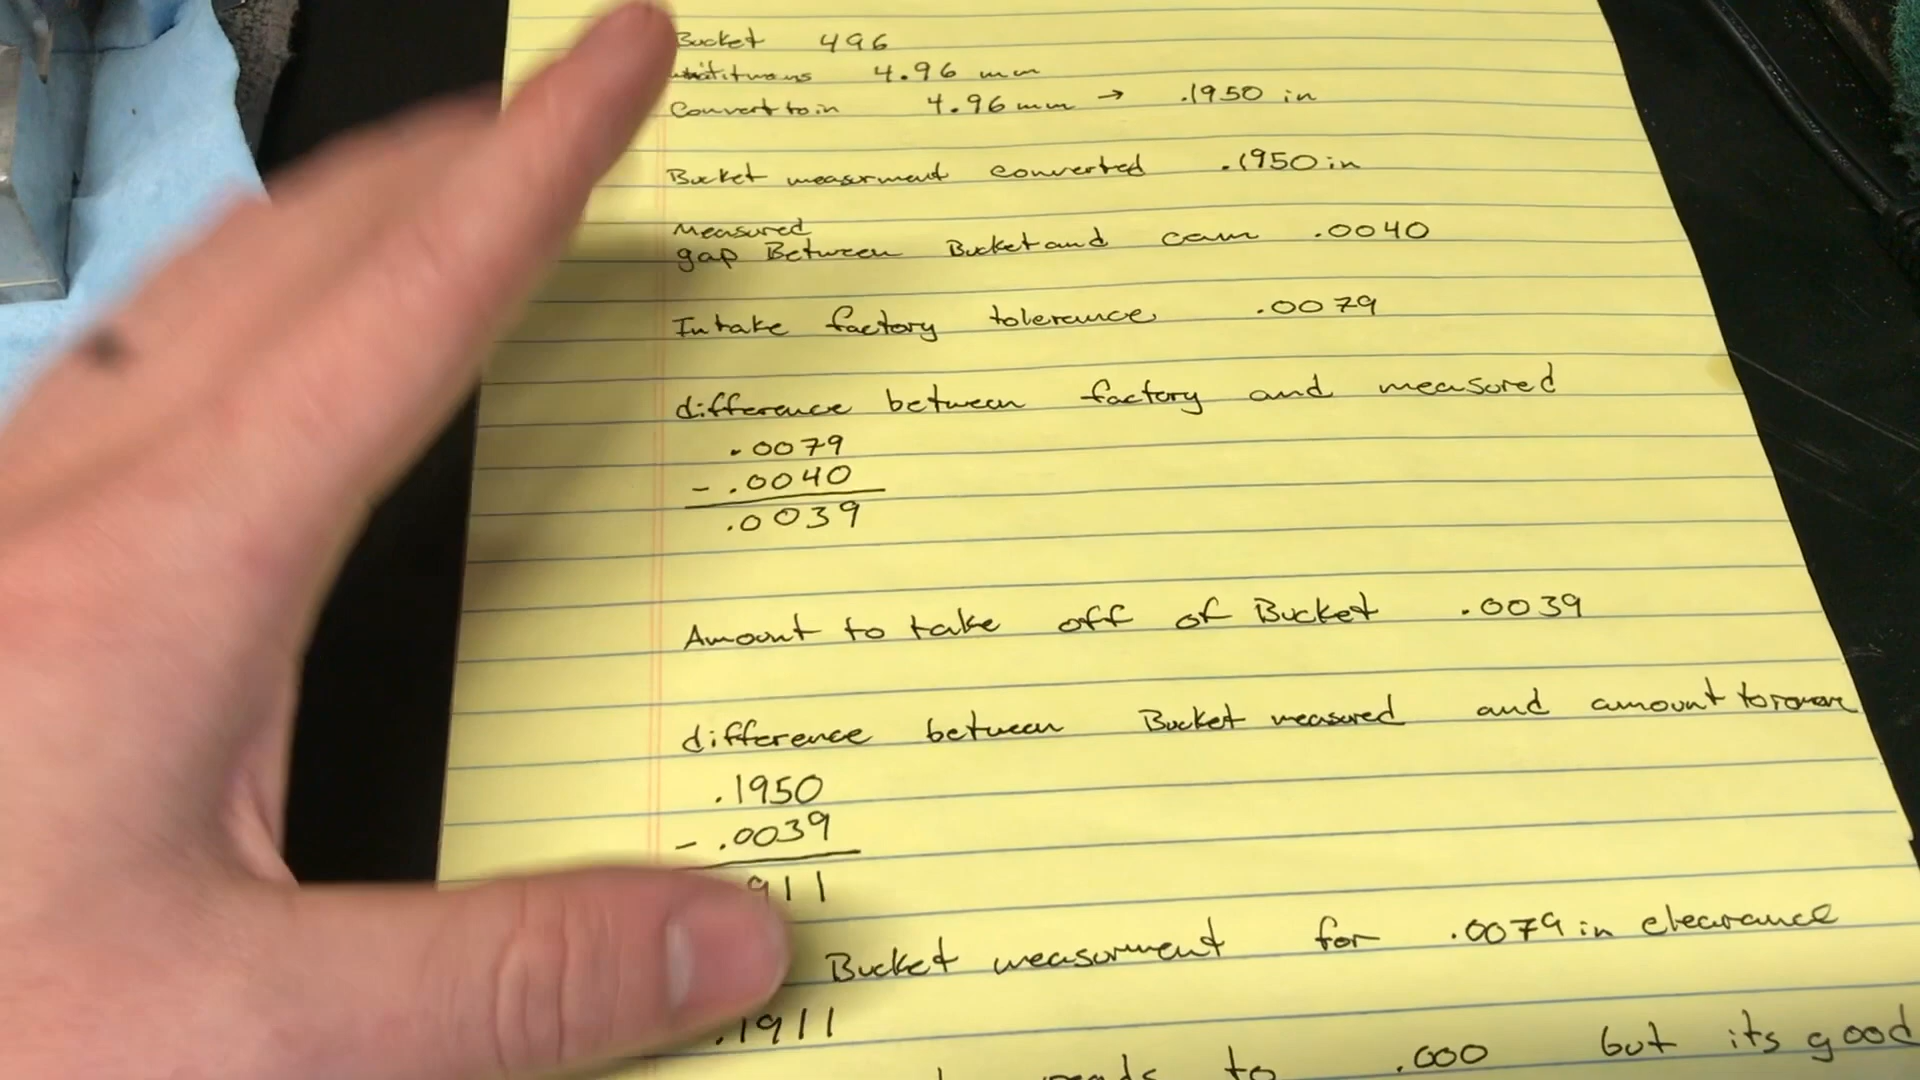 Bucket 496
4.96 mm
Convert to in 4.96 mm → .1950 in
Bucket measurment converted .1950 in
Measured
gap Between Bucket and cam .0040
Intake factory tolerance .0079
difference between factory and measured
.0079
- .0040
.0039
Amount to take off of Bucket .0039
difference between Bucket measured and amount to
.1950
- .0039
911
Bucket measurment for .0079 in clearance
.1911
to .000 but its good